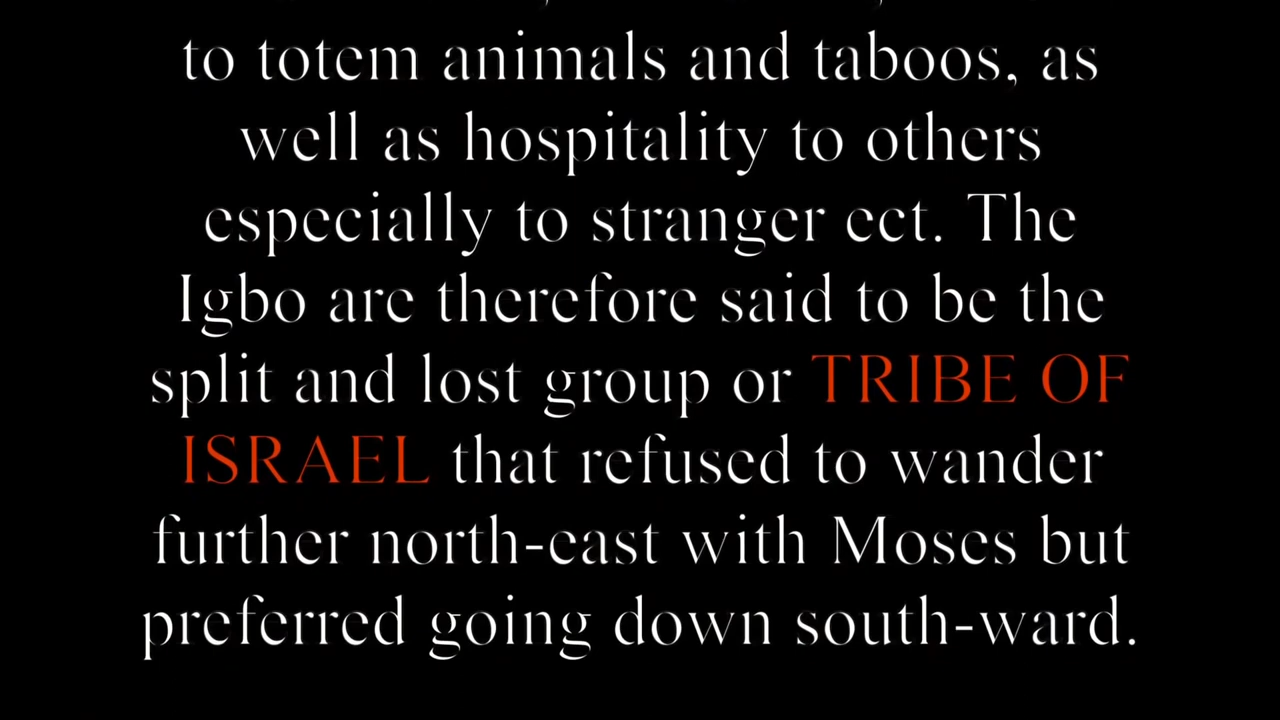 to totem animals and taboos, as
well as hospitality to others
especially to stranger ect. The
Igbo are therefore said to be the
split and lost group or TRIBE OF
ISRAEL that refused to wander
further north-east with Moses but
preferred going down south-ward.